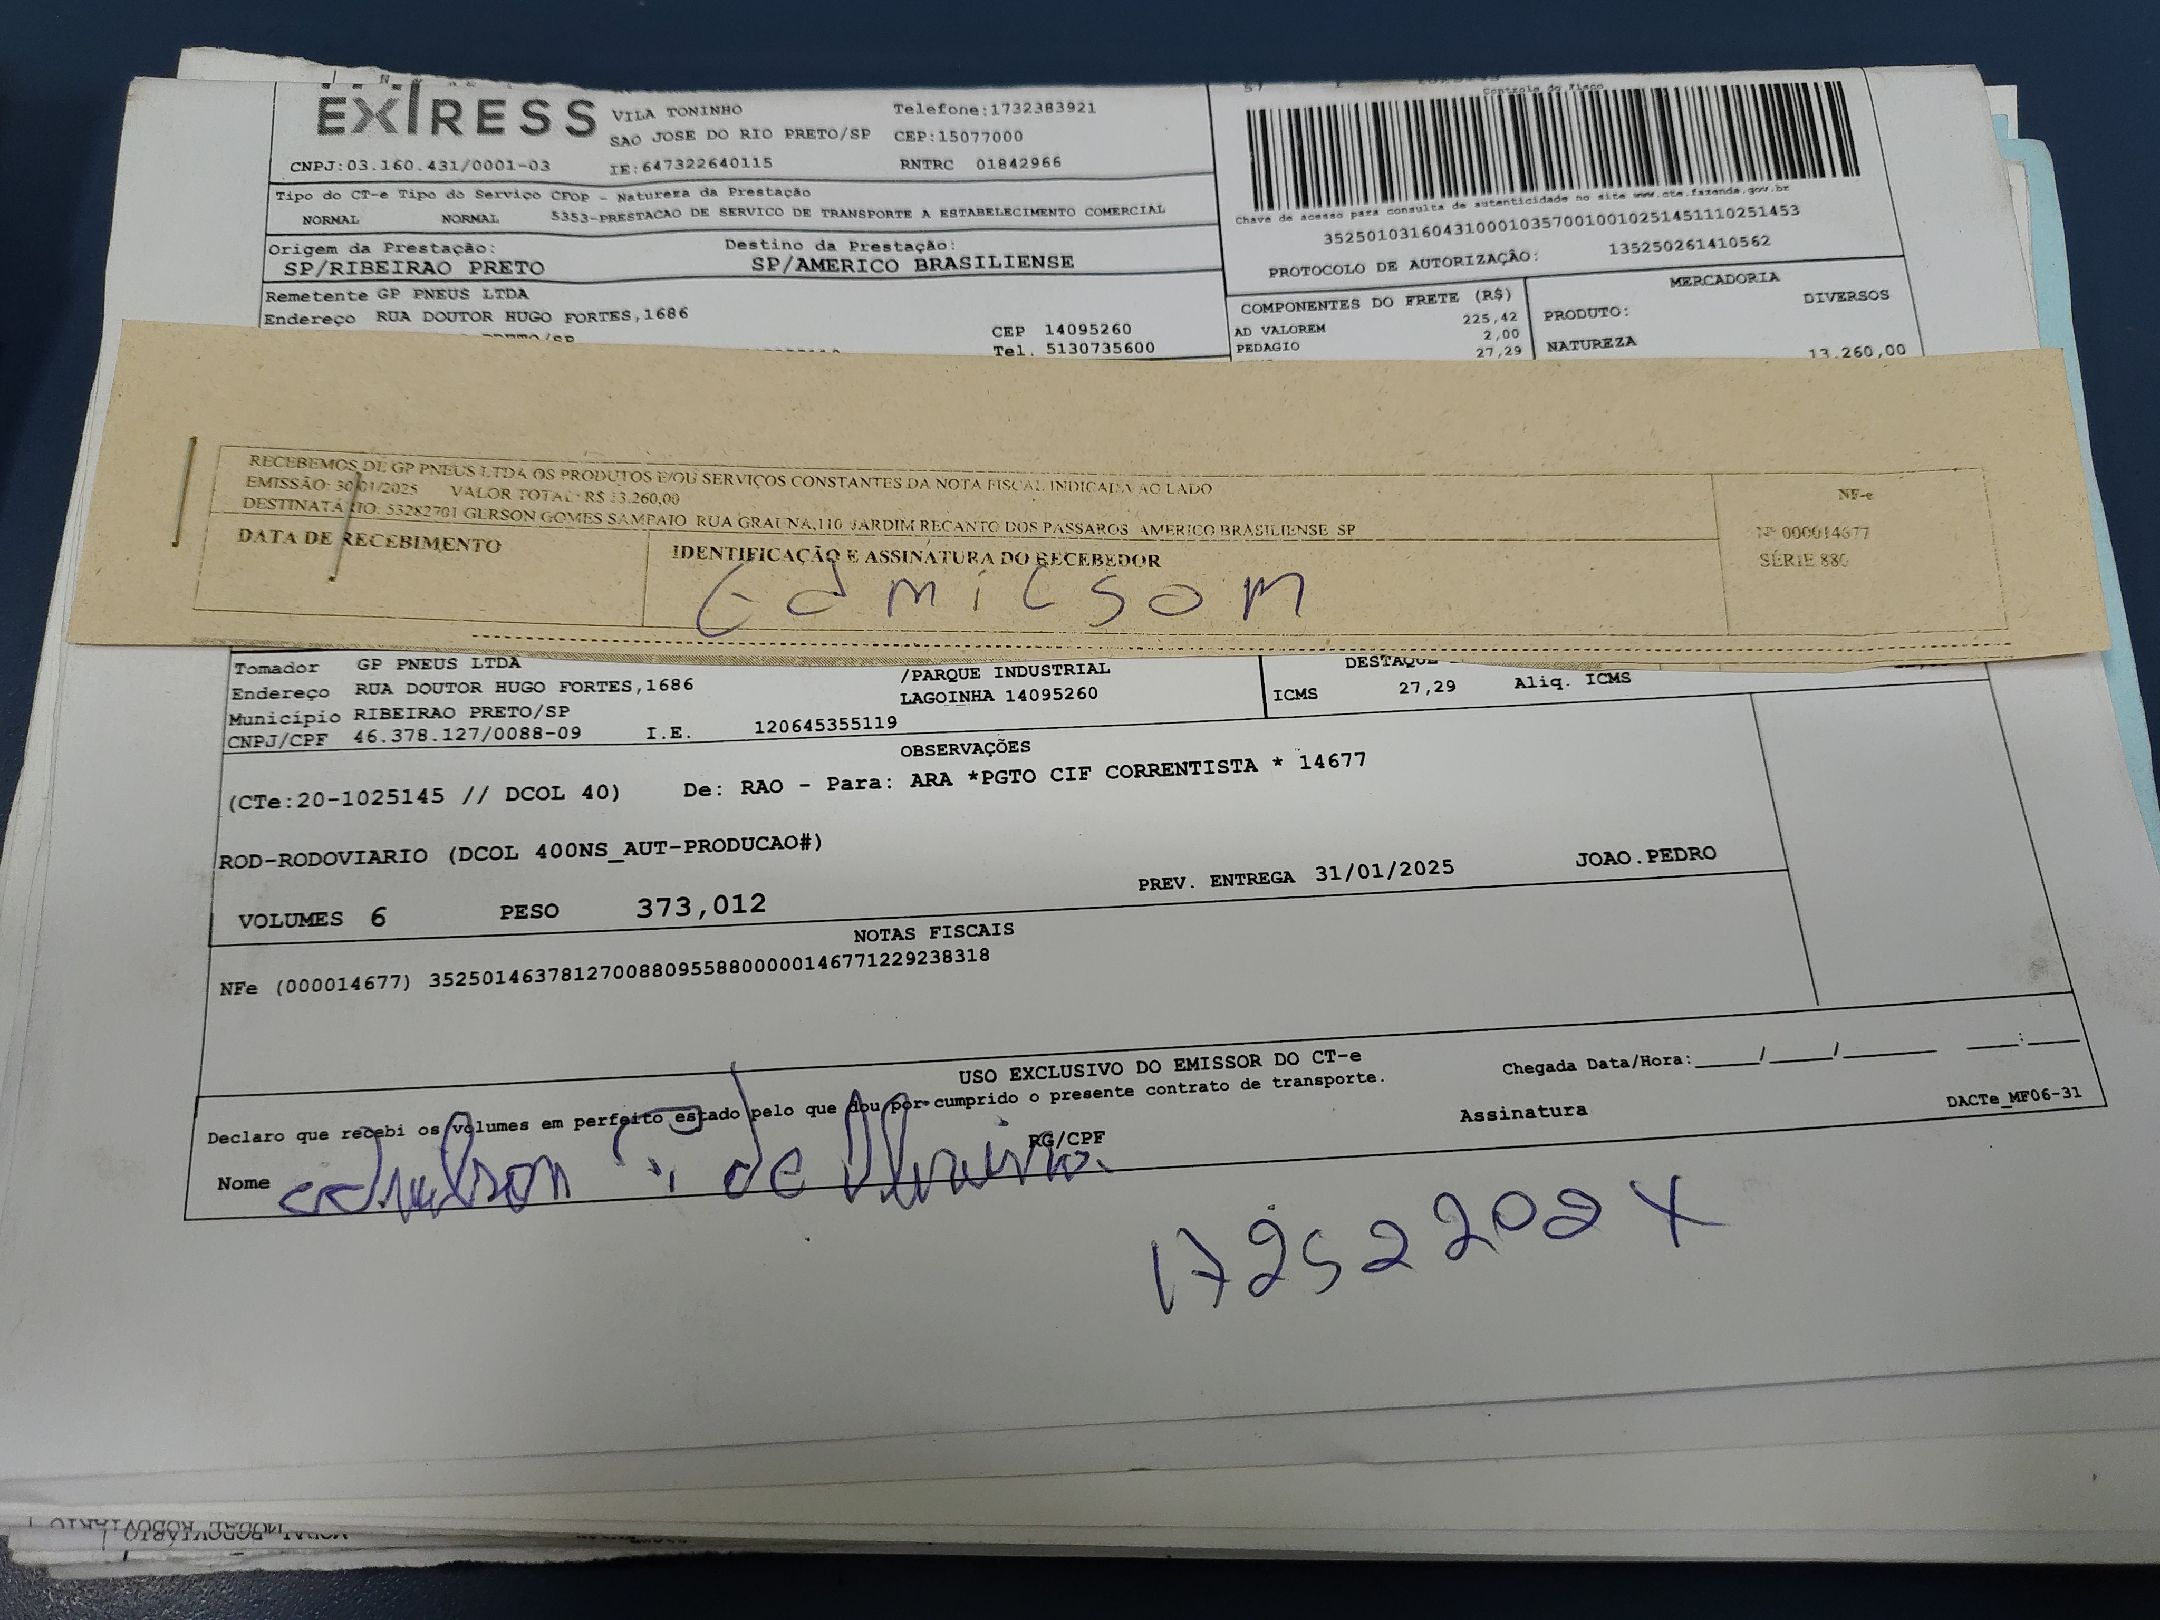 EXPRESS
VILA TONINHO Telefone:1732383921
SAO JOSE DO RIO PRETO/SP CEP:15077000
CNPJ:03.160.431/0001-03 IE:647322640115 RNTRC 01842966
Tipo do CT-e Tipo do Serviço CFOP - Natureza da Prestação
NORMAL NORMAL 5353-PRESTACAO DE SERVICO DE TRANSPORTE A ESTABELECIMENTO COMERCIAL
Origem da Prestação: Destino da Prestação:
SP/RIBEIRAO PRETO SP/AMERICO BRASILIENSE
Remetente GP PNEUS LTDA
Endereço RUA DOUTOR HUGO FORTES,1686
CEP 14095260
Tel. 5130735600
Controle do Fisco
Chave de acesso para consulta de autenticidade no site www.cte.fazenda.gov.br
35250103160431000103570010010251451110251453
PROTOCOLO DE AUTORIZAÇÃO: 135250261410562
COMPONENTES DO FRETE (R$)
225,42
AD VALOREM 2,00
PEDAGIO 27,29
MERCADORIA
PRODUTO: DIVERSOS
NATUREZA
13.260,00
RECEBEMOS DE GP PNEUS LTDA OS PRODUTOS E/OU SERVIÇOS CONSTANTES DA NOTA FISCAL INDICADA AO LADO
EMISSÃO: 30/01/2025 VALOR TOTAL: R$ 13.260,00
DESTINATÁRIO: 53282701 GERSON GOMES SAMPAIO RUA GRAUNA,110 JARDIM RECANTO DOS PASSAROS AMERICO BRASILIENSE SP
DATA DE RECEBIMENTO IDENTIFICAÇÃO E ASSINATURA DO RECEBEDOR
Edmilsom
NF-e
Nº 000014677
SÉRIE 880
Tomador GP PNEUS LTDA /PARQUE INDUSTRIAL
Endereço RUA DOUTOR HUGO FORTES,1686 LAGOINHA 14095260
Município RIBEIRAO PRETO/SP
CNPJ/CPF 46.378.127/0088-09 I.E. 120645355119
DESTAQUE
ICMS 27,29 Aliq. ICMS
OBSERVAÇÕES
(CTe:20-1025145 // DCOL 40) De: RAO - Para: ARA *PGTO CIF CORRENTISTA * 14677
ROD-RODOVIARIO (DCOL 400NS_AUT-PRODUCAO#)
VOLUMES 6 PESO 373,012 PREV. ENTREGA 31/01/2025 JOAO.PEDRO
NOTAS FISCAIS
NFe (000014677) 35250146378127008809558800000146771229238318
USO EXCLUSIVO DO EMISSOR DO CT-e
Declaro que recebi os volumes em perfeito estado pelo que dou por cumprido o presente contrato de transporte.
Chegada Data/Hora:_____/_____/_______ ___:___
Nome RG/CPF Assinatura DACTe_MF06-31
de
17252202 X